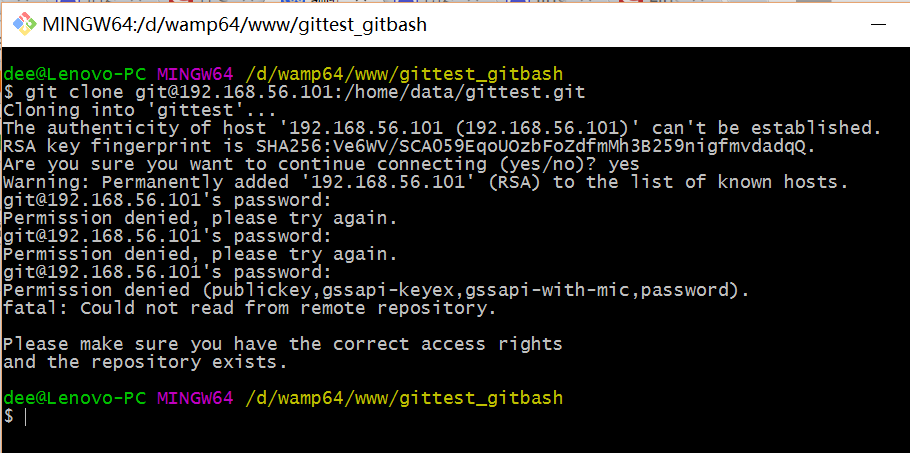 MINGW64:/d/wamp64/www/gittest_gitbash
dee@Lenovo-PC MINGW64 /d/wamp64/www/gittest_gitbash
$ git clone git@192.168.56.101:/home/data/gittest.git
Cloning into 'gittest'...
The authenticity of host '192.168.56.101 (192.168.56.101)' can't be established.
RSA key fingerprint is SHA256:Ve6WV/SCAO59EqoUOzbFoZdfmMh3B259nigfmvdadqQ.
Are you sure you want to continue connecting (yes/no)? yes
Warning: Permanently added '192.168.56.101' (RSA) to the list of known hosts.
git@192.168.56.101's password:
Permission denied, please try again.
git@192.168.56.101's password:
Permission denied, please try again.
git@192.168.56.101's password:
Permission denied (publickey,gssapi-keyex,gssapi-with-mic,password).
fatal: Could not read from remote repository.
Please make sure you have the correct access rights
and the repository exists.
dee@Lenovo-PC MINGW64 /d/wamp64/www/gittest_gitbash
$